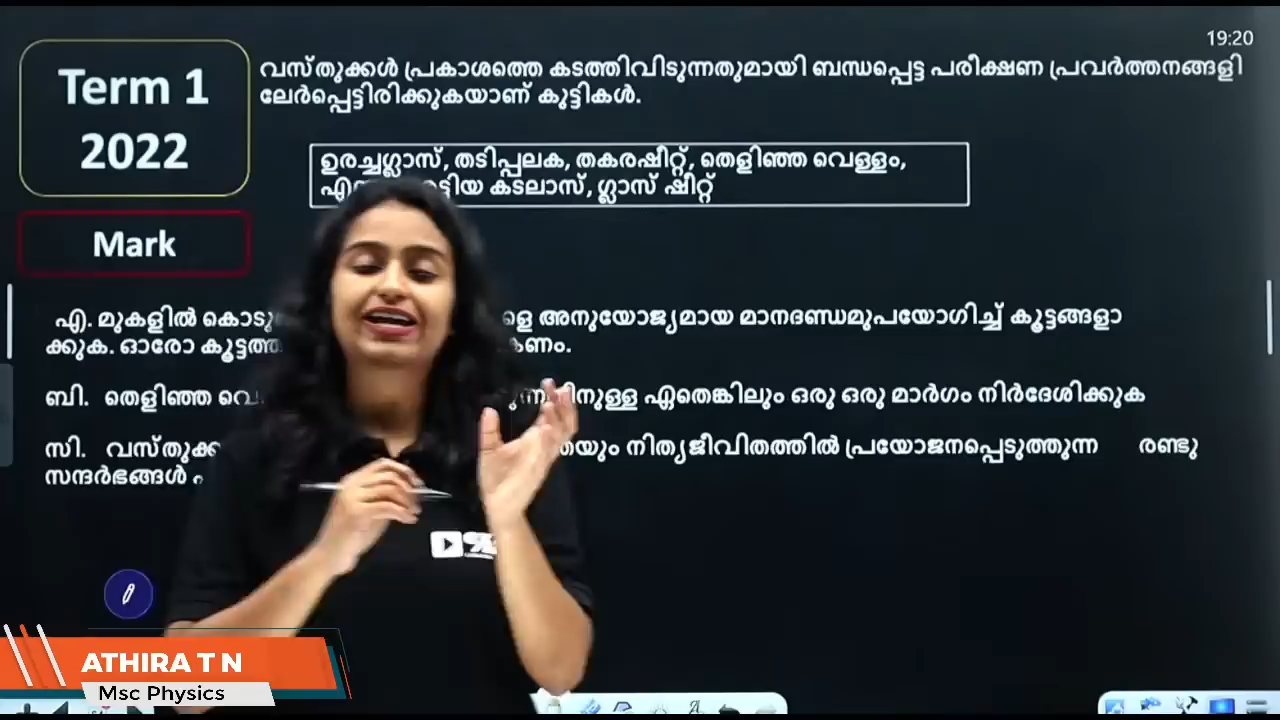 19:20
Term 1
2022
വസ്തുക്കൾ പ്രകാശത്തെ കടത്തിവിടുന്നതുമായി ബന്ധപ്പെട്ട പരീക്ഷണ പ്രവർത്തനങ്ങളി
ലേർപ്പെട്ടിരിക്കുകയാണ് കുട്ടികൾ.
ഉരച്ചഗ്ലാസ്, തടിപ്പലക, തകരഷീറ്റ്, തെളിഞ്ഞ വെള്ളം,
കടലാസ്, ഗ്ലാസ് ഷീറ്റ്
Mark
എ. മുകളിൽ അനുയോജ്യമായ മാനദണ്ഡമുപയോഗിച്ച് കൂട്ടങ്ങളാ
ക്കുക. ഓരോ
ബി. തെളിഞ്ഞ ഏതെങ്കിലും ഒരു ഒരു മാർഗം നിർദേശിക്കുക
സി. നിത്യജീവിതത്തിൽ പ്രയോജനപ്പെടുത്തുന്ന രണ്ടു
സന്ദർഭങ്ങൾ
ATHIRA T N
Msc Physics